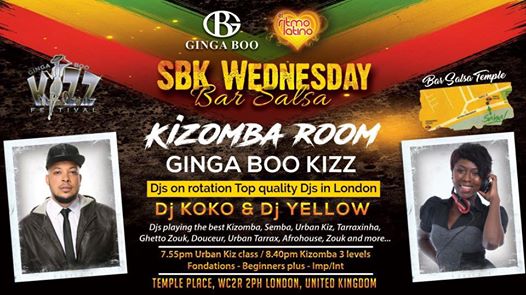 GB
GINGA BOO
el ritmo latino
GINGA BOO
KIZZ
FESTIVAL
SBK WEDNESDAY
Bar Salsa
Bar Salsa Temple
KIZOMBA ROOM
GINGA BOO KIZZ
Djs on rotation Top quality Djs in London
Dj KOKO & Dj YELLOW
Djs playing the best Kizomba, Semba, Urban Kiz, Tarraxinha,
Ghetto Zouk, Douceur, Urban Tarrax, Afrohouse, Zouk and more...
7.55pm Urban Kiz class / 8.40pm Kizomba 3 levels
Fondations - Beginners plus - Imp/Int
TEMPLE PLACE, WC2R 2PH LONDON, UNITED KINGDOM